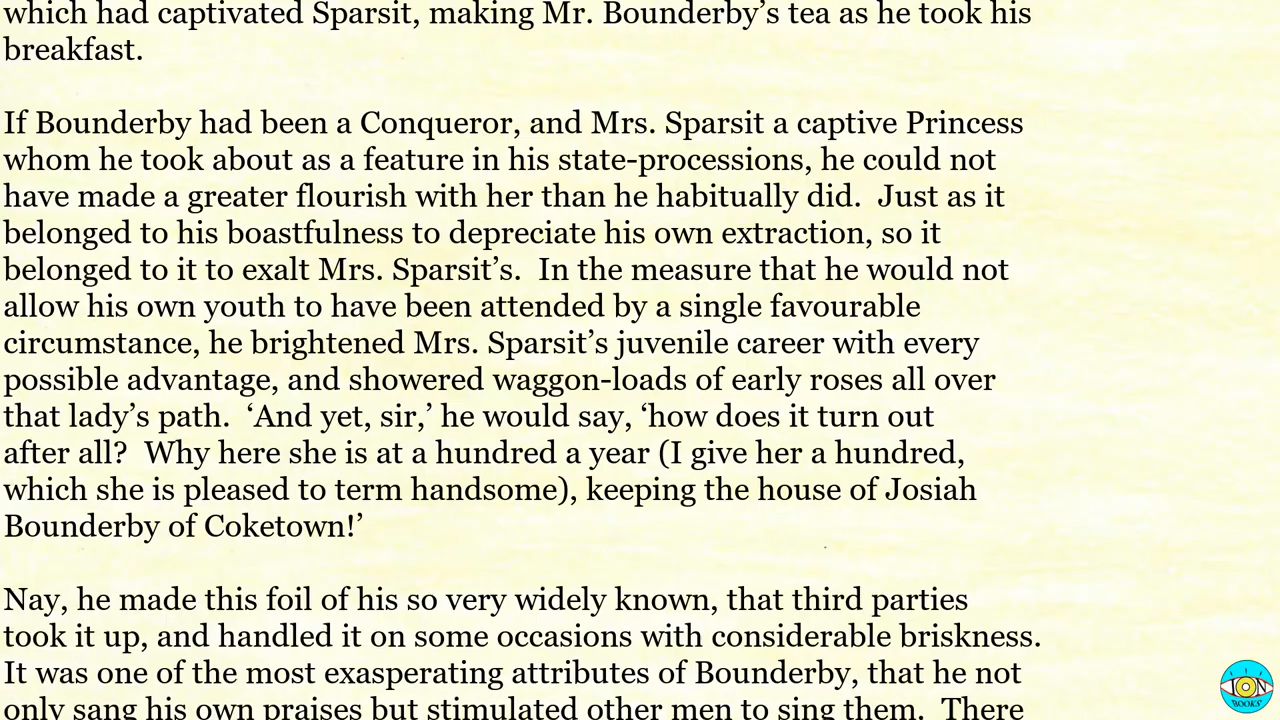 which had captivated Sparsit, making Mr. Bounderby’s tea as he took his
breakfast.
If Bounderby had been a Conqueror, and Mrs. Sparsit a captive Princess
whom he took about as a feature in his state-processions, he could not
have made a greater flourish with her than he habitually did.  Just as it
belonged to his boastfulness to depreciate his own extraction, so it
belonged to it to exalt Mrs. Sparsit’s.  In the measure that he would not
allow his own youth to have been attended by a single favourable
circumstance, he brightened Mrs. Sparsit’s juvenile career with every
possible advantage, and showered waggon-loads of early roses all over
that lady’s path.  ‘And yet, sir,’ he would say, ‘how does it turn out
after all?  Why here she is at a hundred a year (I give her a hundred,
which she is pleased to term handsome), keeping the house of Josiah
Bounderby of Coketown!’
Nay, he made this foil of his so very widely known, that third parties
took it up, and handled it on some occasions with considerable briskness.
It was one of the most exasperating attributes of Bounderby, that he not
only sang his own praises but stimulated other men to sing them.  There
ION
BOOKS